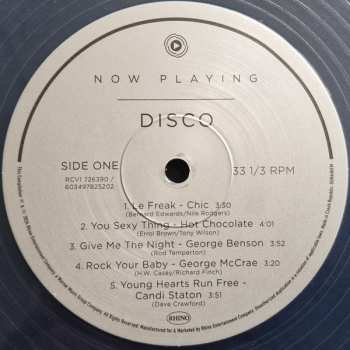 NOW PLAYING
DISCO
SIDE ONE
33 1/3 RPM
RCV1 726390 /
603497825202
1. Le Freak - Chic 3:30
(Bernard Edwards/Nile Rodgers)
2. You Sexy Thing - Hot Chocolate 4:01
(Errol Brown/Tony Wilson)
3. Give Me The Night - George Benson 3:52
(Rod Temperton)
4. Rock Your Baby - George McCrae 3:20
(H.W. Casey/Richard Finch)
5. Young Hearts Run Free -
Candi Staton 3:51
(Dave Crawford)
RHINO